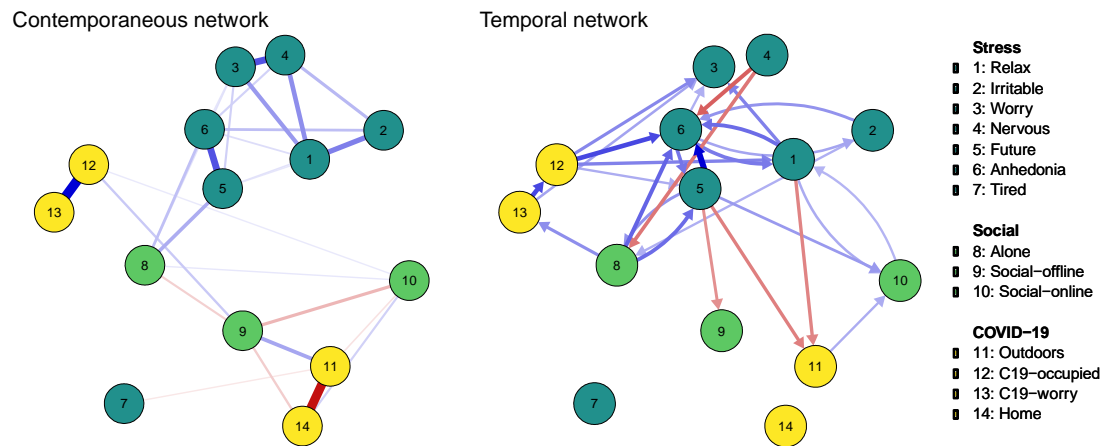 Contemporaneous network
Temporal network
3
4
6
2
1
5
12
13
8
10
9
11
7
14
3
4
6
2
1
12
5
13
8
10
9
11
7
14
Stress
1: Relax
2: Irritable
3: Worry
4: Nervous
5: Future
6: Anhedonia
7: Tired
Social
8: Alone
9: Social−offline
10: Social−online
COVID−19
11: Outdoors
12: C19−occupied
13: C19−worry
14: Home